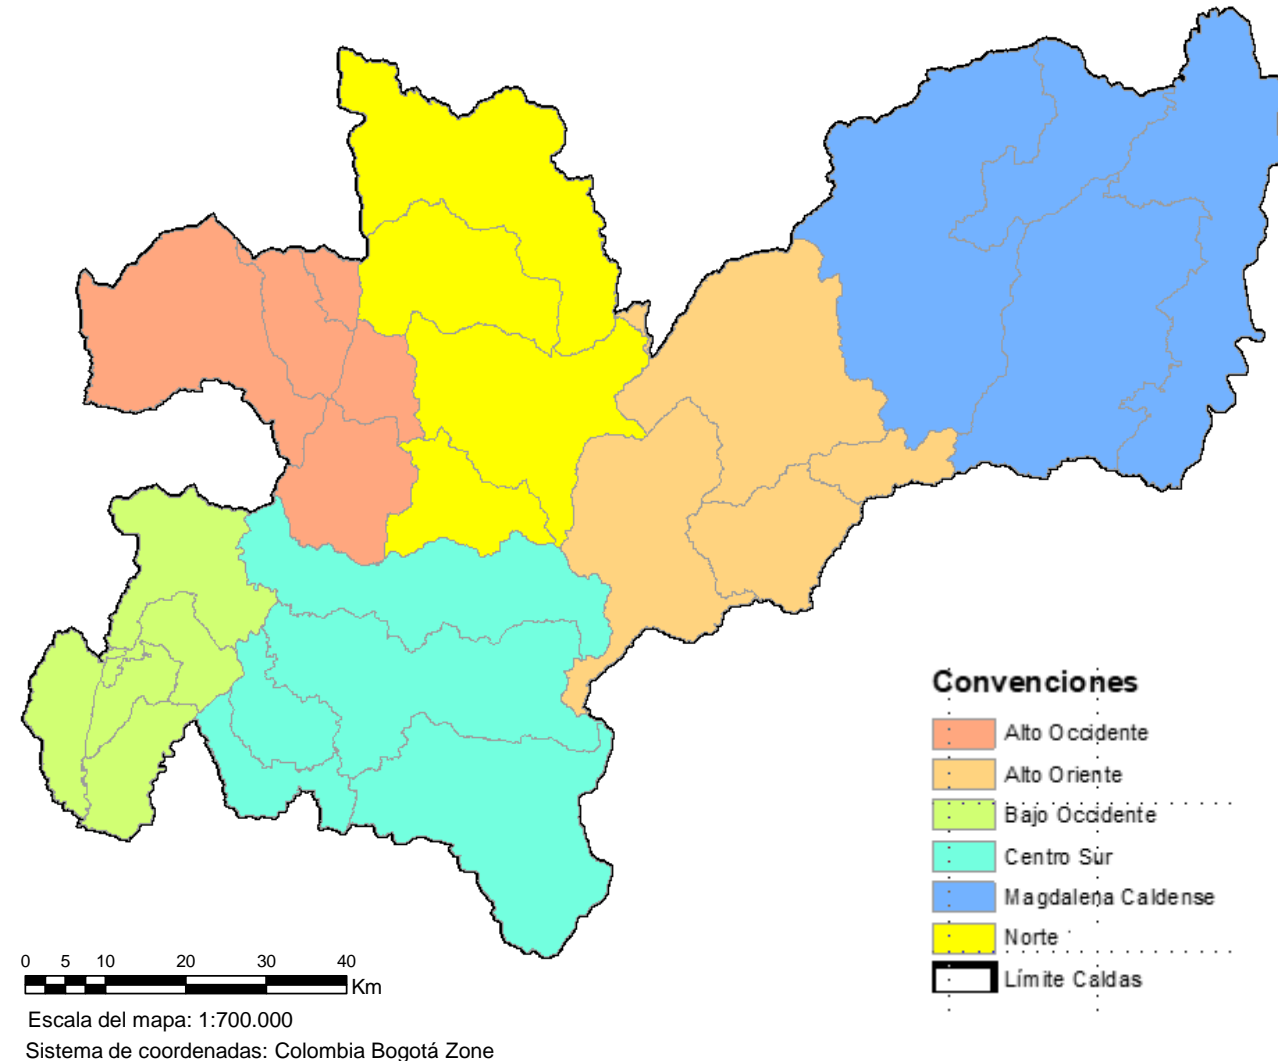 Convenciones
Alto Occidente
Alto Oriente
Bajo Occidente
Centro Sur
Magdalena Caldense
Norte
Límite Caldas
0 5 10 20 30 40
Km
Escala del mapa: 1:700.000
Sistema de coordenadas: Colombia Bogotá Zone